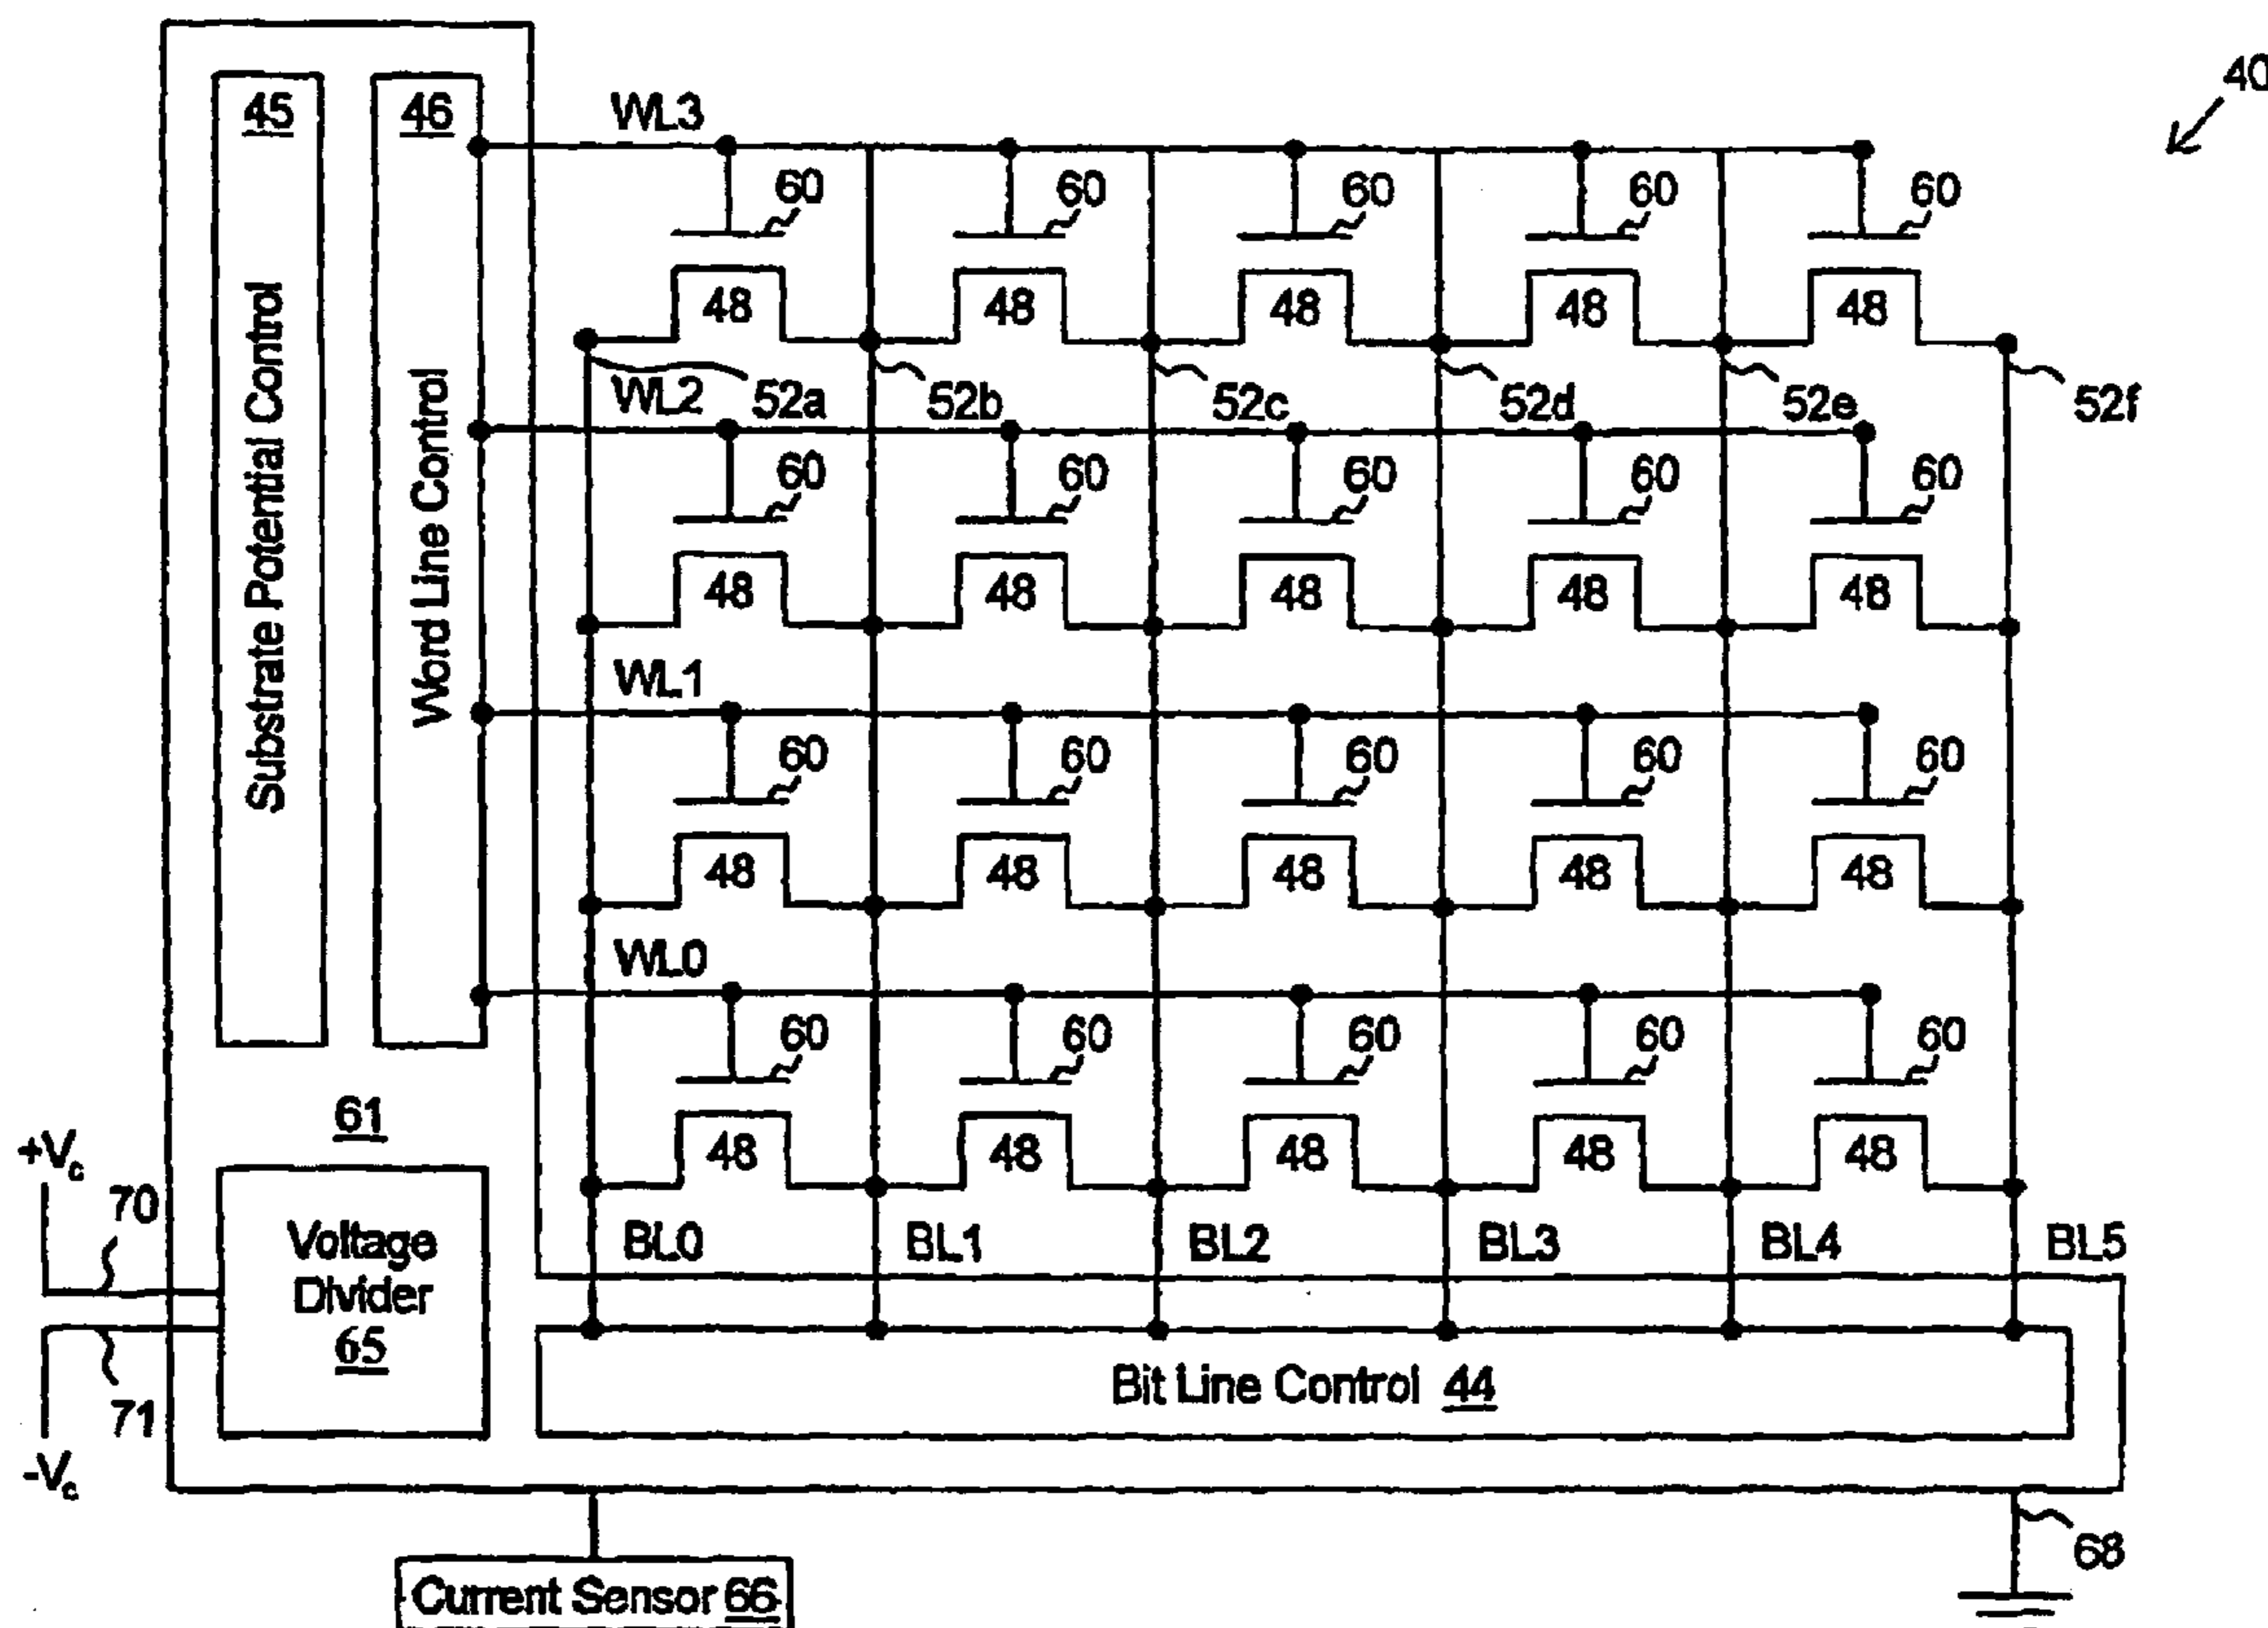 40
45
46
Substrate Potential Control
Word Line Control
WL3
60 60 60 60 60
48 48 48 48 48
WL2 52a 52b 52c 52d 52e 52f
60 60 60 60 60
48 48 48 48 48
WL1
60 60 60 60 60
48 48 48 48 48
WL0
60 60 60 60 60
48 48 48 48 48
61
+Vc
70
BL0 BL1 BL2 BL3 BL4 BL5
Voltage
Divider
65
71
-Vc
Bit Line Control 44
68
Current Sensor 66